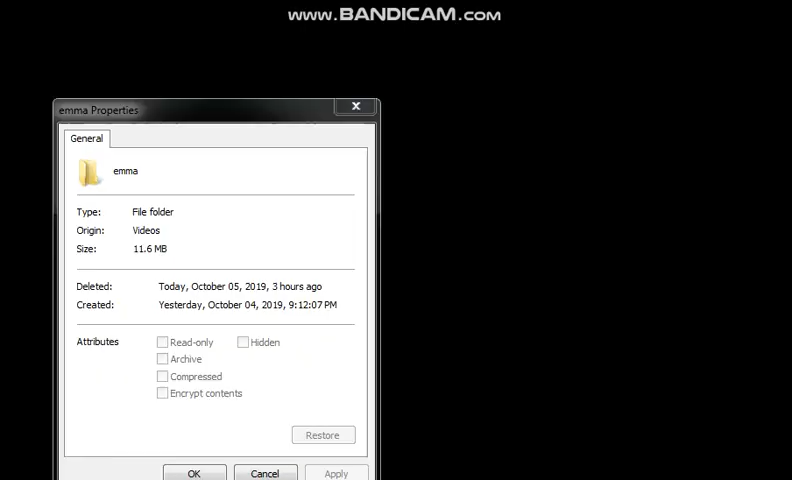 www.BANDICAM.com
emma Properties
General
emma
Type: File folder
Origin: Videos
Size: 11.6 MB
Deleted: Today, October 05, 2019, 3 hours ago
Created: Yesterday, October 04, 2019, 9:12:07 PM
Attributes Read-only Hidden
Archive
Compressed
Encrypt contents
Restore
OK Cancel Apply